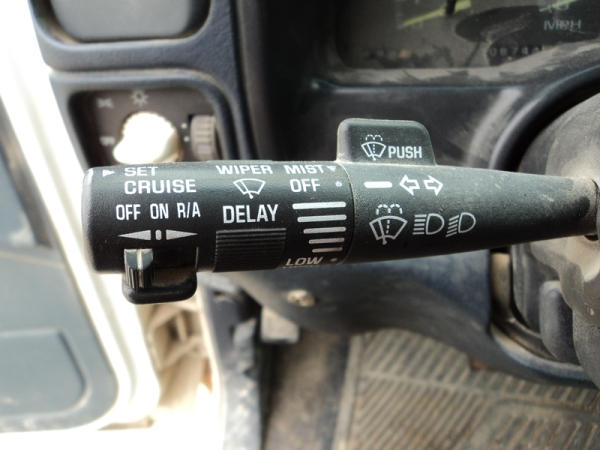 MPH
PUSH
SET
CRUISE
OFF ON R/A
WIPER
DELAY
MIST
OFF
LOW